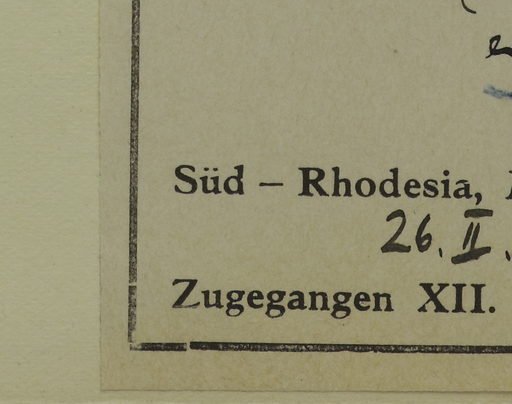 Süd – Rhodesia,
26. II.
Zugegangen XII.